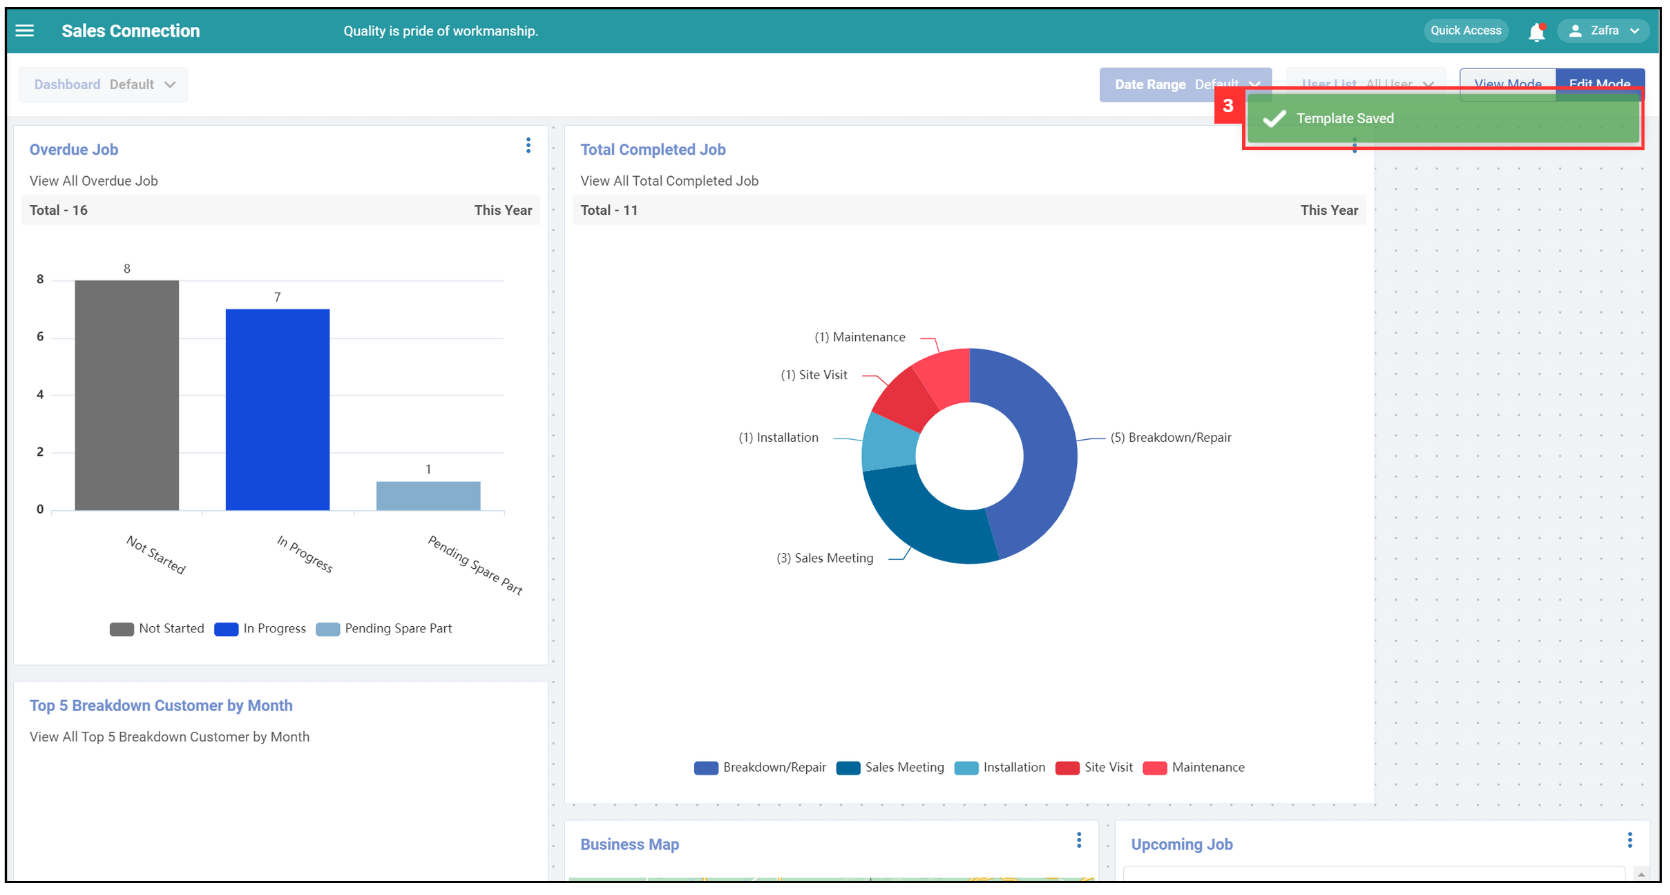 Sales Connection
Quality is pride of workmanship.
Quick Access
Zafra
Dashboard Default
Date Range Default
User List All User
View Mode
Edit Mode
3
Template Saved
Overdue Job
View All Overdue Job
Total - 16
This Year
8
6
4
2
0
8
7
1
Not Started
In Progress
Pending Spare Part
Not Started
In Progress
Pending Spare Part
Total Completed Job
View All Total Completed Job
Total - 11
This Year
(1) Maintenance
(1) Site Visit
(1) Installation
(5) Breakdown/Repair
(3) Sales Meeting
Breakdown/Repair
Sales Meeting
Installation
Site Visit
Maintenance
Top 5 Breakdown Customer by Month
View All Top 5 Breakdown Customer by Month
Business Map
Upcoming Job